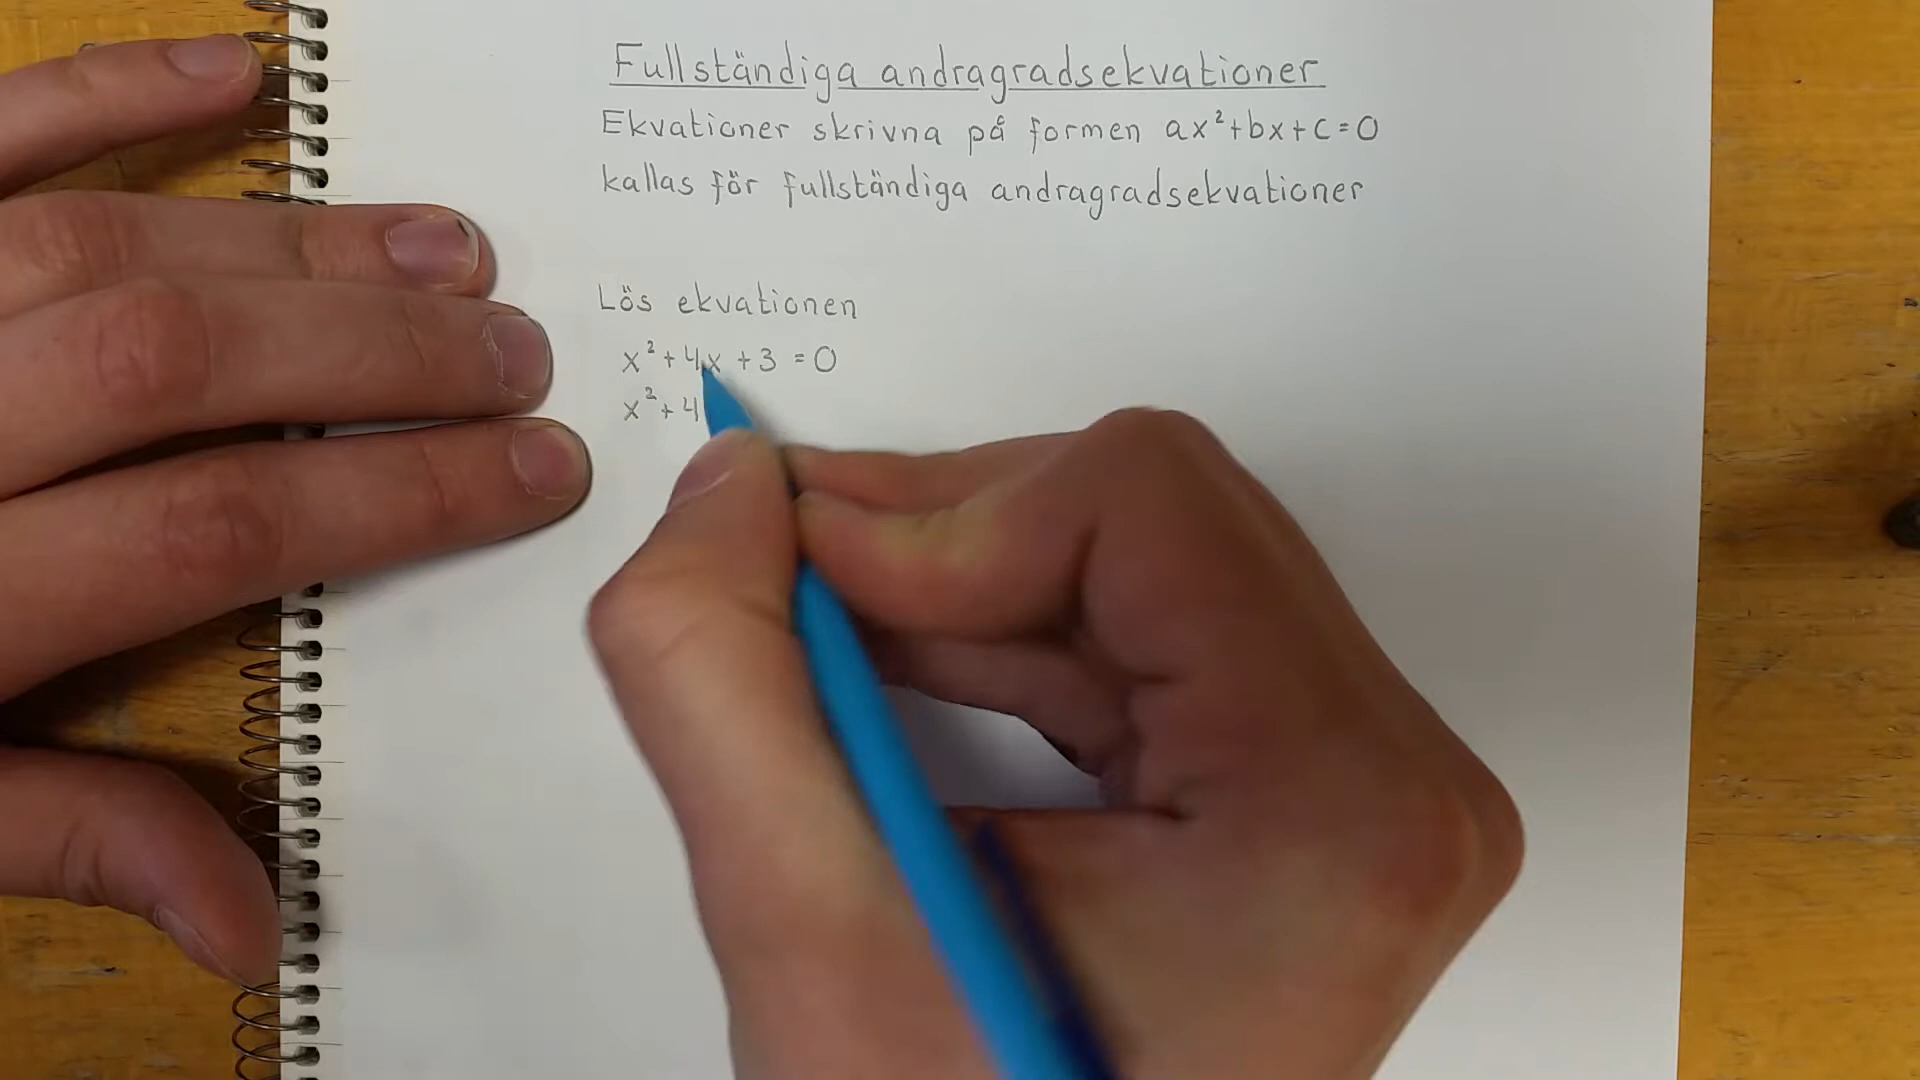 Fullständiga andragradsekvationer
Ekvationer skrivna på formen ax²+bx+c=0
kallas för fullständiga andragradsekvationer
Lös ekvationen
x²+4x+3=0
x²+4